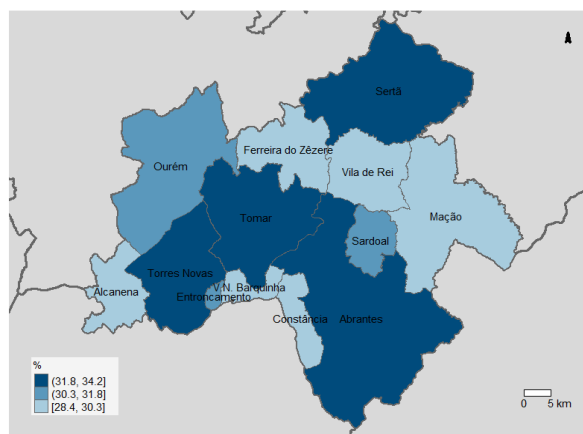 Sertã
Ferreira do Zêzere
Ourém
Vila de Rei
Tomar
Mação
Sardoal
Torres Novas
V.N. Barquinha
Alcanena
Entroncamento
Constância
Abrantes
%
(31.8, 34.2]
(30.3, 31.8]
[28.4, 30.3]
0 5 km